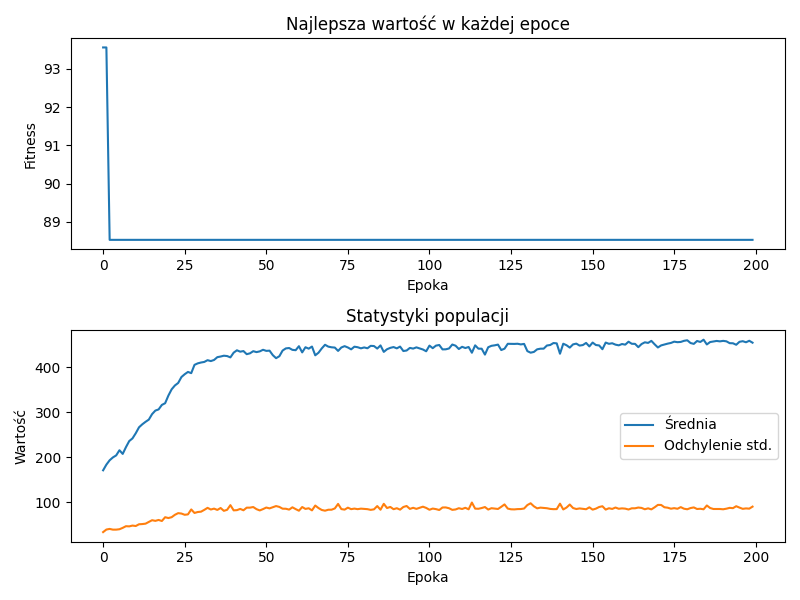 Najlepsza wartość w każdej epoce
93
92
91
90
89
Fitness
0 25 50 75 100 125 150 175 200
Epoka
Statystyki populacji
400
300
200
100
Wartość
Średnia
Odchylenie std.
0 25 50 75 100 125 150 175 200
Epoka